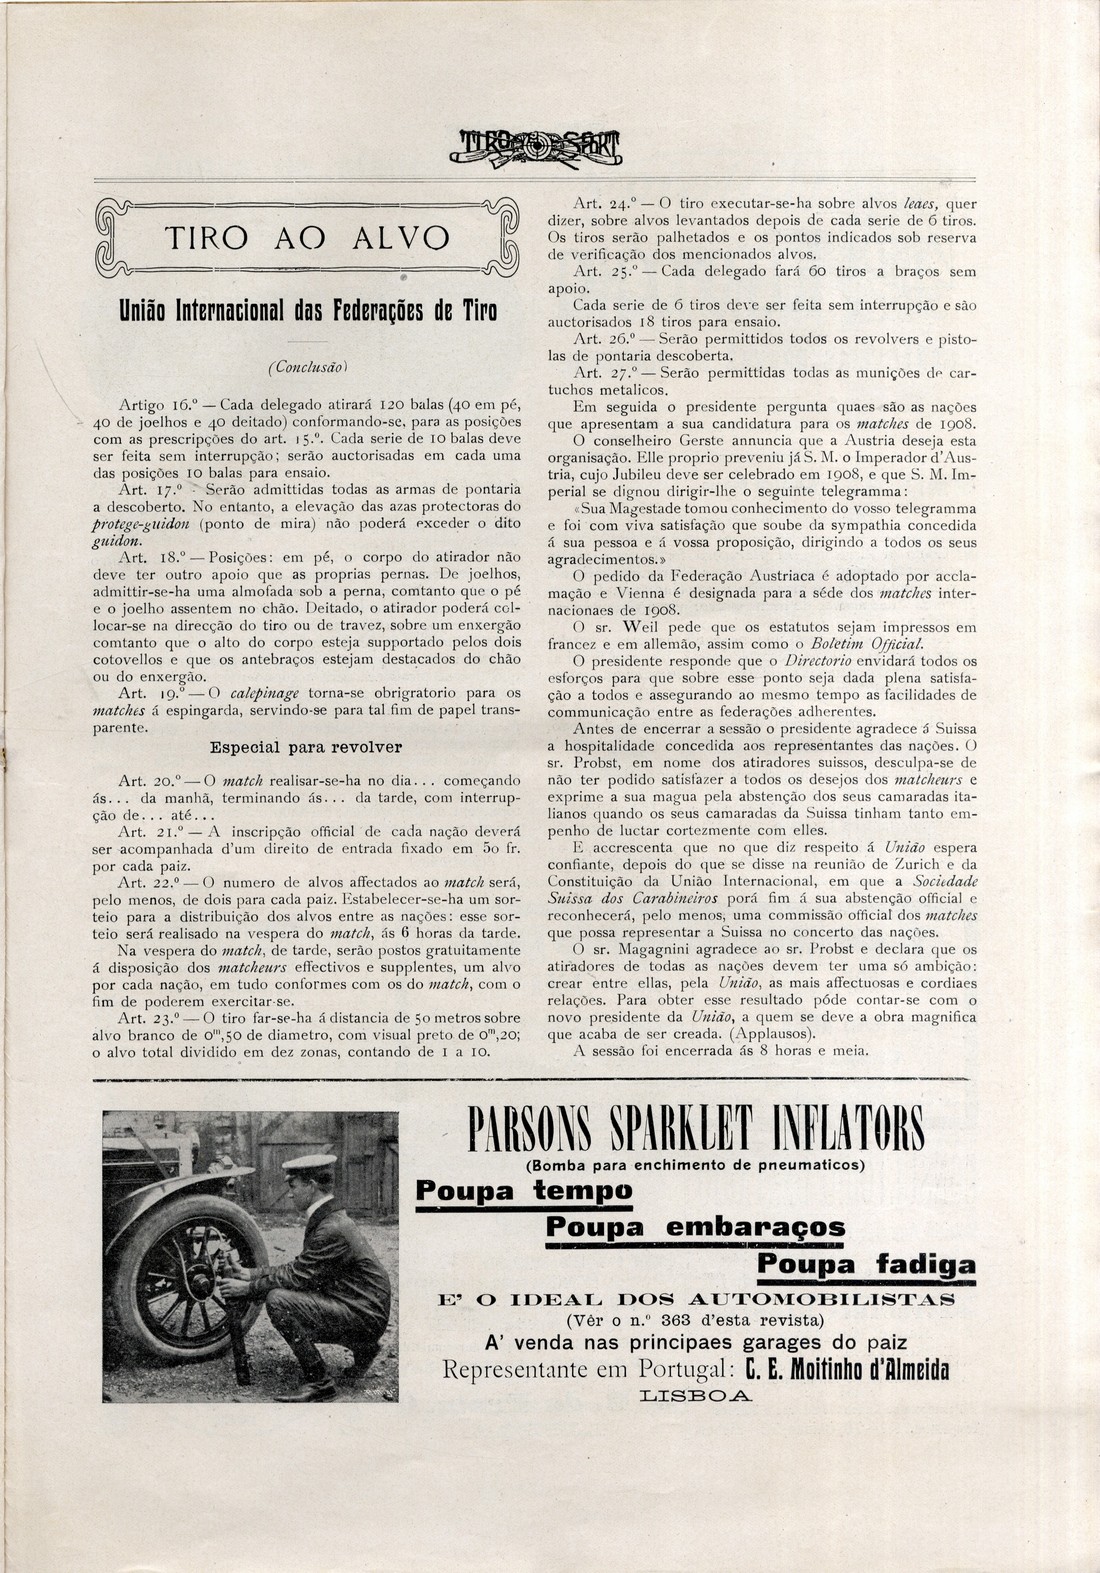 TIRO SPORT
TIRO AO ALVO
União Internacional das Federações de Tiro
(Conclusão)
Artigo 16.º — Cada delegado atirará 120 balas (40 em pé,
40 de joelhos e 40 deitado) conformando-se, para as posições
com as prescripções do art. 15.º. Cada serie de 10 balas deve
ser feita sem interrupção; serão auctorisadas em cada uma
das posições 10 balas para ensaio.
Art. 17.º - Serão admittidas todas as armas de pontaria
a descoberto. No entanto, a elevação das azas protectoras do
protege-guidon (ponto de mira) não poderá exceder o dito
guidon.
Art. 18.º — Posições: em pé, o corpo do atirador não
deve ter outro apoio que as proprias pernas. De joelhos,
admittir-se-ha uma almofada sob a perna, comtanto que o pé
e o joelho assentem no chão. Deitado, o atirador poderá col-
locar-se na direcção do tiro ou de travez, sobre um enxergão
comtanto que o alto do corpo esteja supportado pelos dois
cotovellos e que os antebraços estejam destacados do chão
ou do enxergão.
Art. 19.º — O calepinage torna-se obrigratorio para os
matches á espingarda, servindo-se para tal fim de papel trans-
parente.
Especial para revolver
Art. 20.º — O match realisar-se-ha no dia... começando
ás... da manhã, terminando ás... da tarde, com interrup-
ção de... até...
Art. 21.º — A inscripção official de cada nação deverá
ser acompanhada d'um direito de entrada fixado em 50 fr.
por cada paiz.
Art. 22.º — O numero de alvos affectados ao match será,
pelo menos, de dois para cada paiz. Estabelecer-se-ha um sor-
teio para a distribuição dos alvos entre as nações: esse sor-
teio será realisado na vespera do match, ás 6 horas da tarde.
Na vespera do match, de tarde, serão postos gratuitamente
á disposição dos matcheurs effectivos e supplentes, um alvo
por cada nação, em tudo conformes com os do match, com o
fim de poderem exercitar-se.
Art. 23.º — O tiro far-se-ha á distancia de 50 metros sobre
alvo branco de 0m,50 de diametro, com visual preto de 0m,20;
o alvo total dividido em dez zonas, contando de 1 a 10.
Art. 24.º — O tiro executar-se-ha sobre alvos leaes, quer
dizer, sobre alvos levantados depois de cada serie de 6 tiros.
Os tiros serão palhetados e os pontos indicados sob reserva
de verificação dos mencionados alvos.
Art. 25.º — Cada delegado fará 60 tiros a braços sem
apoio.
Cada serie de 6 tiros deve ser feita sem interrupção e são
auctorisados 18 tiros para ensaio.
Art. 26.º — Serão permittidos todos os revolvers e pisto-
las de pontaria descoberta.
Art. 27.º — Serão permittidas todas as munições de car-
tuchos metalicos.
Em seguida o presidente pergunta quaes são as nações
que apresentam a sua candidatura para os matches de 1908.
O conselheiro Gerste annuncia que a Austria deseja esta
organisação. Elle proprio preveniu já S. M. o Imperador d'Aus-
tria, cujo Jubileu deve ser celebrado em 1908, e que S. M. Im-
perial se dignou dirigir-lhe o seguinte telegramma:
«Sua Magestade tomou conhecimento do vosso telegramma
e foi com viva satisfação que soube da sympathia concedida
á sua pessoa e á vossa proposição, dirigindo a todos os seus
agradecimentos.»
O pedido da Federação Austriaca é adoptado por accla-
mação e Vienna é designada para a séde dos matches inter-
nacionaes de 1908.
O sr. Weil pede que os estatutos sejam impressos em
francez e em allemão, assim como o Boletim Official.
O presidente responde que o Directorio envidará todos os
esforços para que sobre esse ponto seja dada plena satisfa-
ção a todos e assegurando ao mesmo tempo as facilidades de
communicação entre as federações adherentes.
Antes de encerrar a sessão o presidente agradece á Suissa
a hospitalidade concedida aos representantes das nações. O
sr. Probst, em nome dos atiradores suissos, desculpa-se de
não ter podido satisfazer a todos os desejos dos matcheurs e
exprime a sua magua pela abstenção dos seus camaradas ita-
lianos quando os seus camaradas da Suissa tinham tanto em-
penho de luctar cortezmente com elles.
E accrescenta que no que diz respeito á União espera
confiante, depois do que se disse na reunião de Zurich e da
Constituição da União Internacional, em que a Sociedade
Suissa dos Carabineiros porá fim á sua abstenção official e
reconhecerá, pelo menos, uma commissão official dos matches
que possa representar a Suissa no concerto das nações.
O sr. Magagnini agradece ao sr. Probst e declara que os
atiradores de todas as nações devem ter uma só ambição:
crear entre ellas, pela União, as mais affectuosas e cordiaes
relações. Para obter esse resultado póde contar-se com o
novo presidente da União, a quem se deve a obra magnifica
que acaba de ser creada. (Applausos).
A sessão foi encerrada ás 8 horas e meia.
PARSONS SPARKLET INFLATORS
(Bomba para enchimento de pneumaticos)
Poupa tempo
Poupa embaraços
Poupa fadiga
E' O IDEAL DOS AUTOMOBILISTAS
(Vêr o n.º 363 d'esta revista)
A' venda nas principaes garages do paiz
Representante em Portugal: C. E. Moitinho d'Almeida
LISBOA